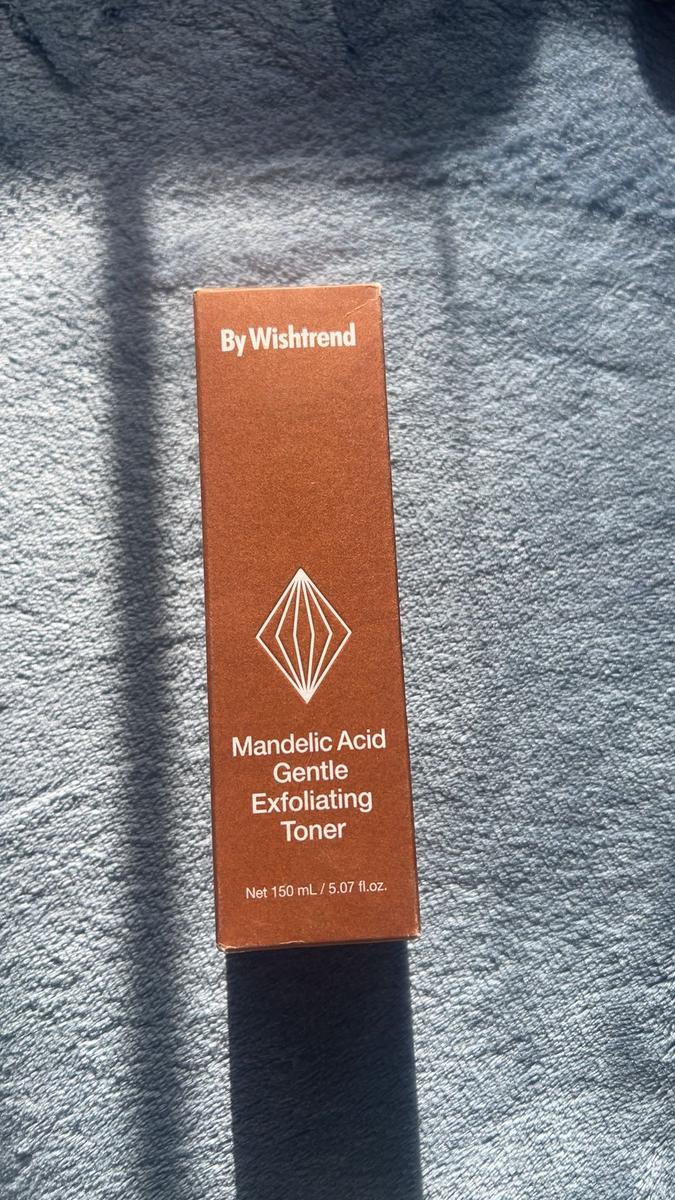 By Wishtrend
Mandelic Acid
Gentle
Exfoliating
Toner
Net 150 mL / 5.07 fl.oz.